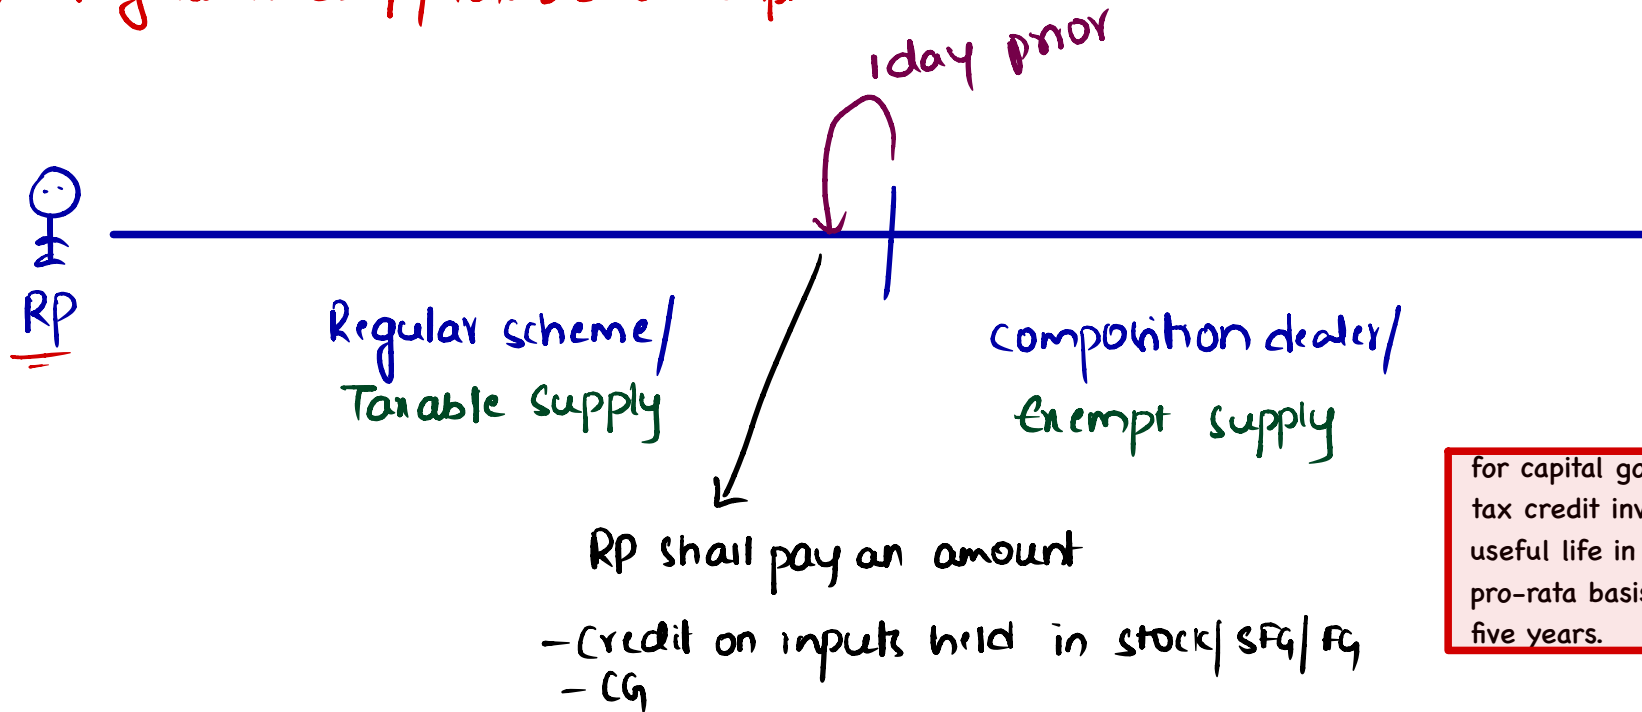 1day prior
RP
Regular scheme/
Taxable supply
composition dealer/
Exempt supply
RP shall pay an amount
- Credit on inputs held in stock/SFG/FG
- CG
for capital go
tax credit inv
useful life in
pro-rata basis
five years.